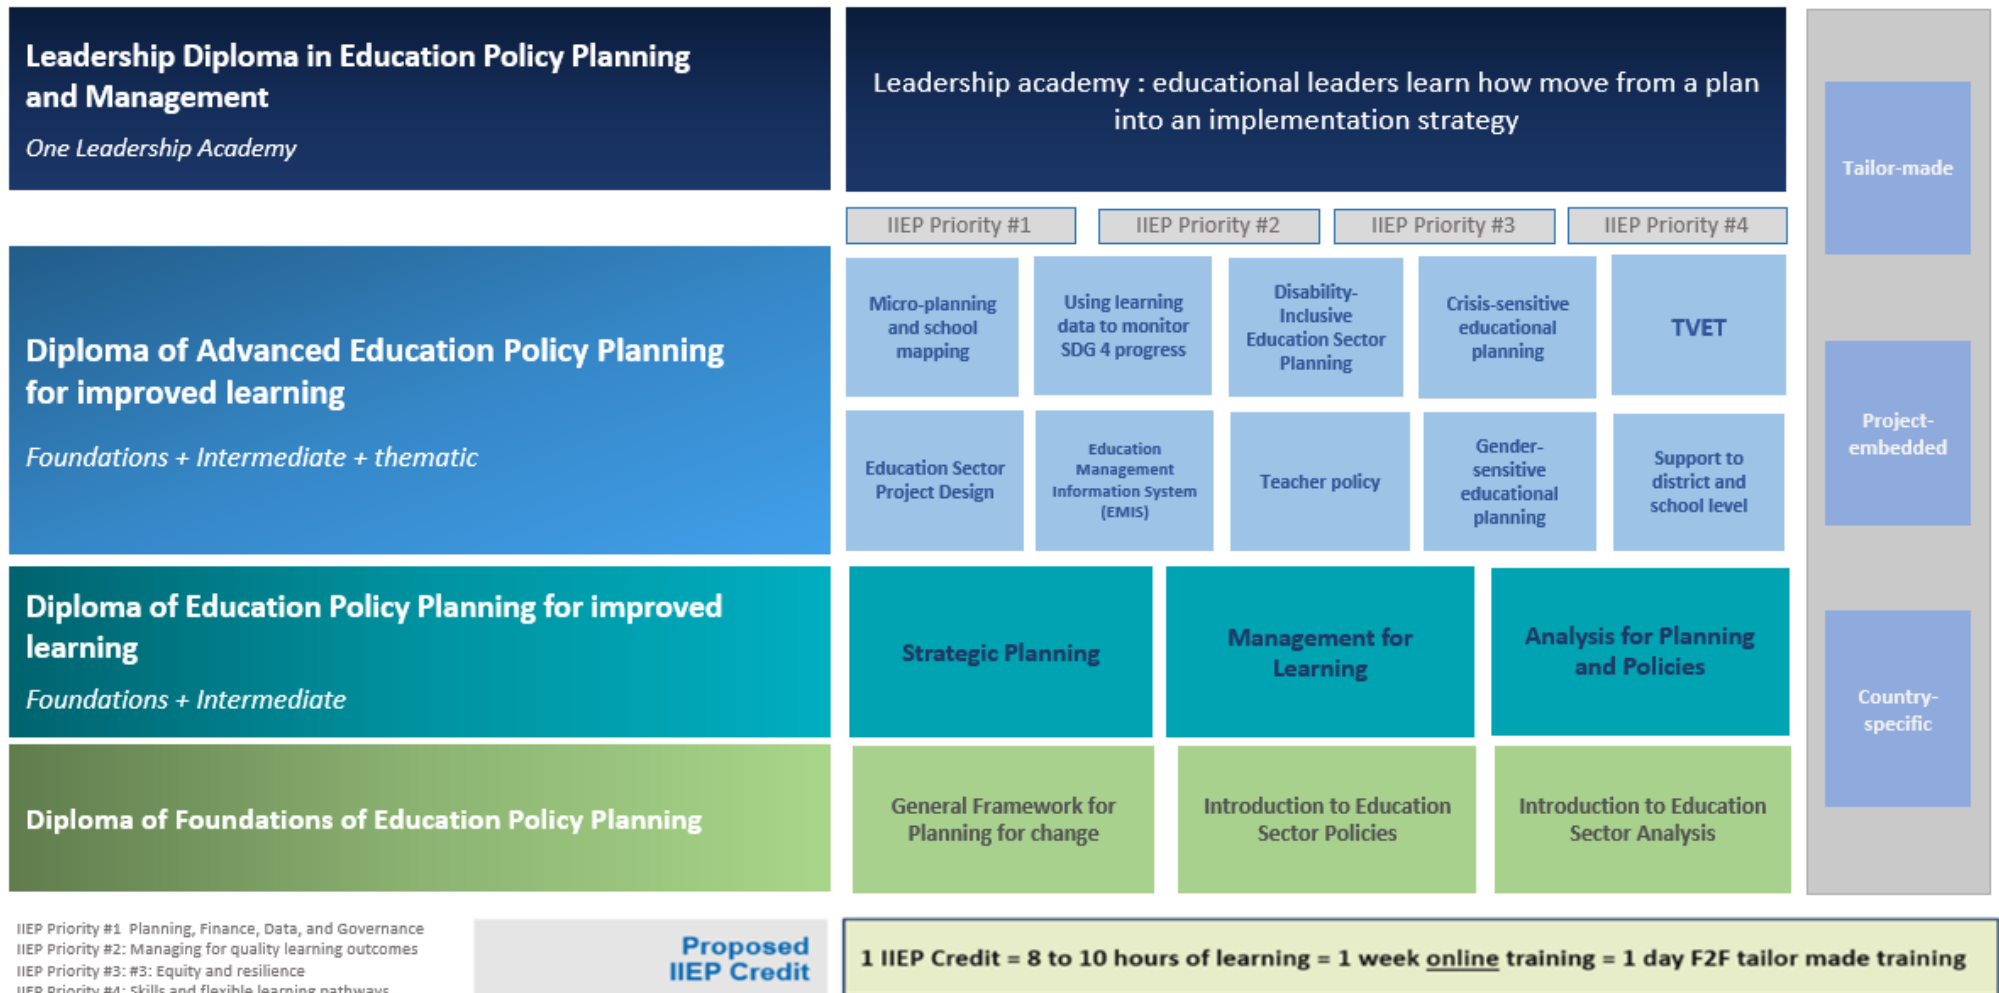 Leadership Diploma in Education Policy Planning
and Management
One Leadership Academy
Leadership academy : educational leaders learn how move from a plan
into an implementation strategy
IIEP Priority #1
IIEP Priority #2
IIEP Priority #3
IIEP Priority #4
Diploma of Advanced Education Policy Planning
for improved learning
Foundations + Intermediate + thematic
Micro-planning
and school
mapping
Using learning
data to monitor
SDG 4 progress
Disability-
Inclusive
Education Sector
Planning
Crisis-sensitive
educational
planning
TVET
Education Sector
Project Design
Education
Management
Information System
(EMIS)
Teacher policy
Gender-
sensitive
educational
planning
Support to
district and
school level
Diploma of Education Policy Planning for improved
learning
Foundations + Intermediate
Strategic Planning
Management for
Learning
Analysis for Planning
and Policies
Diploma of Foundations of Education Policy Planning
General Framework for
Planning for change
Introduction to Education
Sector Policies
Introduction to Education
Sector Analysis
Tailor-made
Project-
embedded
Country-
specific
IIEP Priority #1 Planning, Finance, Data, and Governance
IIEP Priority #2: Managing for quality learning outcomes
IIEP Priority #3: #3: Equity and resilience
IIEP Priority #4: Skills and flexible learning pathways
Proposed
IIEP Credit
1 IIEP Credit = 8 to 10 hours of learning = 1 week online training = 1 day F2F tailor made training